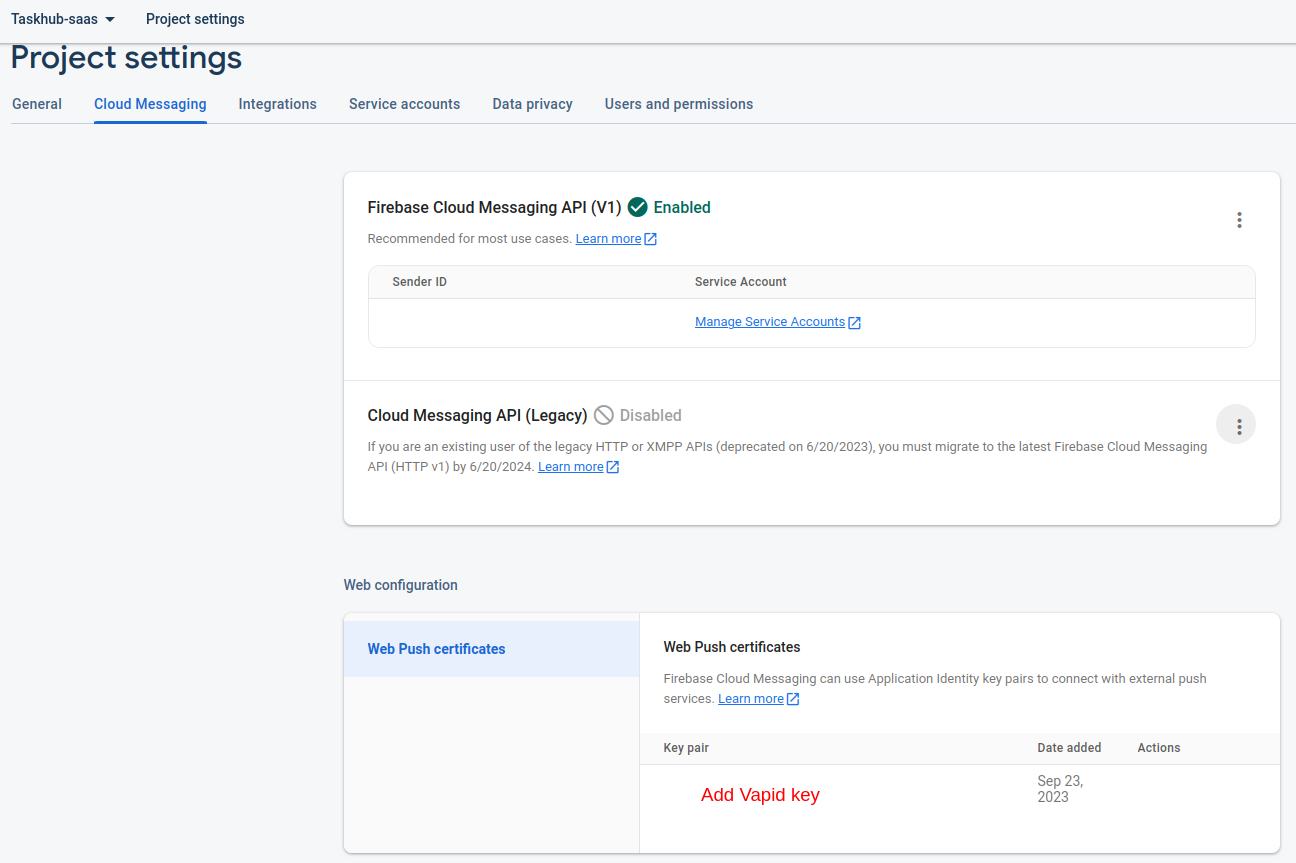 Taskhub-saas Project settings
Project settings
General Cloud Messaging Integrations Service accounts Data privacy Users and permissions
Firebase Cloud Messaging API (V1) Enabled
Recommended for most use cases. Learn more
Sender ID Service Account
Manage Service Accounts
Cloud Messaging API (Legacy) Disabled
If you are an existing user of the legacy HTTP or XMPP APIs (deprecated on 6/20/2023), you must migrate to the latest Firebase Cloud Messaging
API (HTTP v1) by 6/20/2024. Learn more
Web configuration
Web Push certificates
Web Push certificates
Firebase Cloud Messaging can use Application Identity key pairs to connect with external push
services. Learn more
Key pair Date added Actions
Add Vapid key
Sep 23,
2023